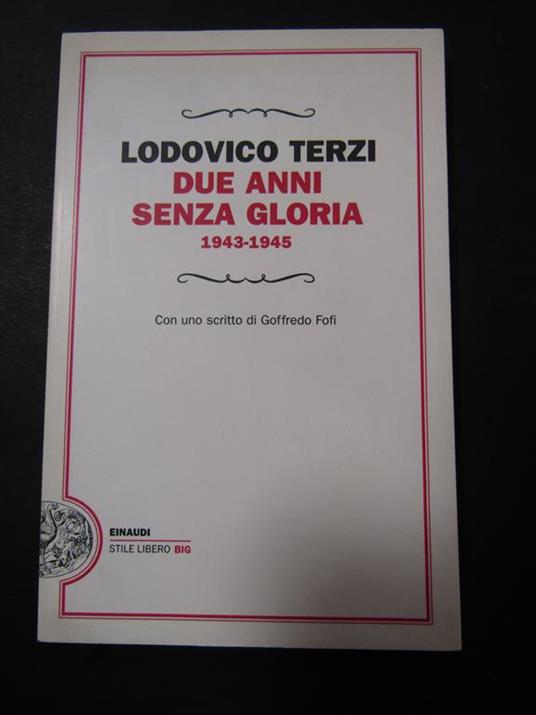 LODOVICO TERZI
DUE ANNI
SENZA GLORIA
1943-1945
Con uno scritto di Goffredo Fofi
EINAUDI
STILE LIBERO BIG